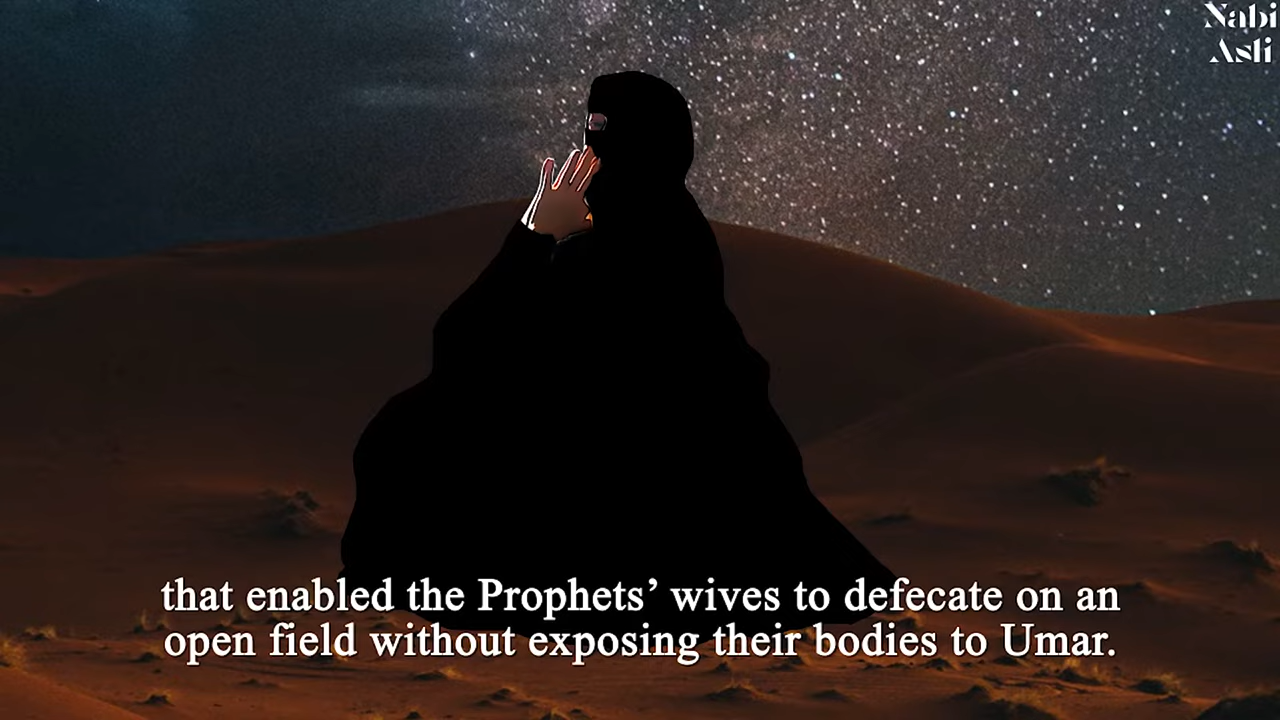 Nabi
Asli
that enabled the Prophets’ wives to defecate on an
open field without exposing their bodies to Umar.